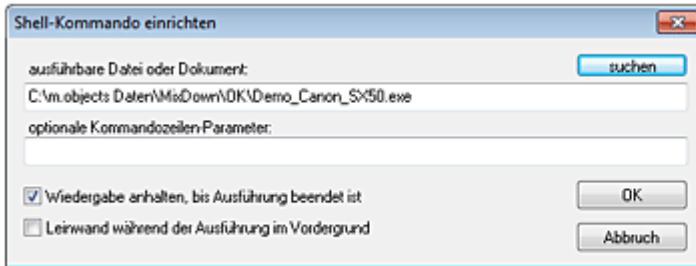 Shell-Kommando einrichten
ausführbare Datei oder Dokument:
suchen
C:\m.objects Daten\MixDown\OK\Demo_Canon_SX50.exe
optionale Kommandozeilen-Parameter:
Wiedergabe anhalten, bis Ausführung beendet ist
OK
Leinwand während der Ausführung im Vordergrund
Abbruch